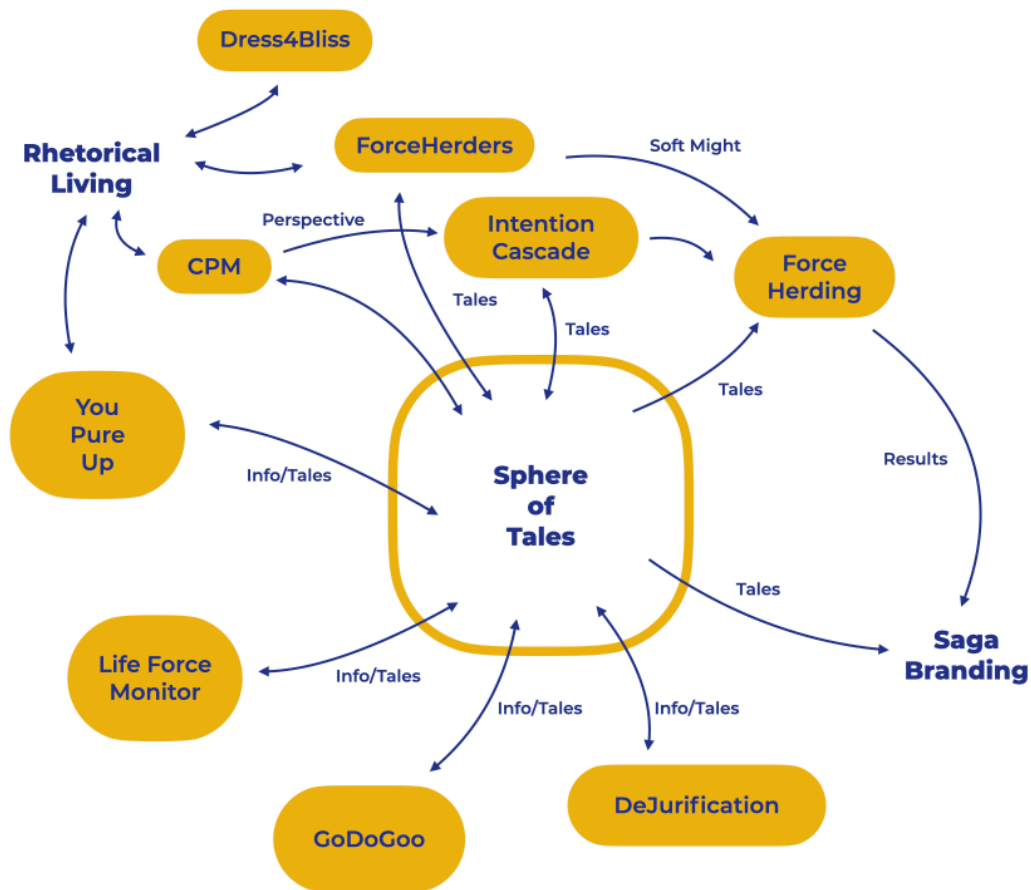 Dress4Bliss
Rhetorical
Living
ForceHerders
Soft Might
Perspective
Intention
Cascade
CPM
Force
Herding
Tales
Tales
Tales
You
Pure
Up
Info/Tales
Sphere
of
Tales
Results
Tales
Saga
Branding
Life Force
Monitor
Info/Tales
Info/Tales
Info/Tales
GoDoGoo
DeJurification